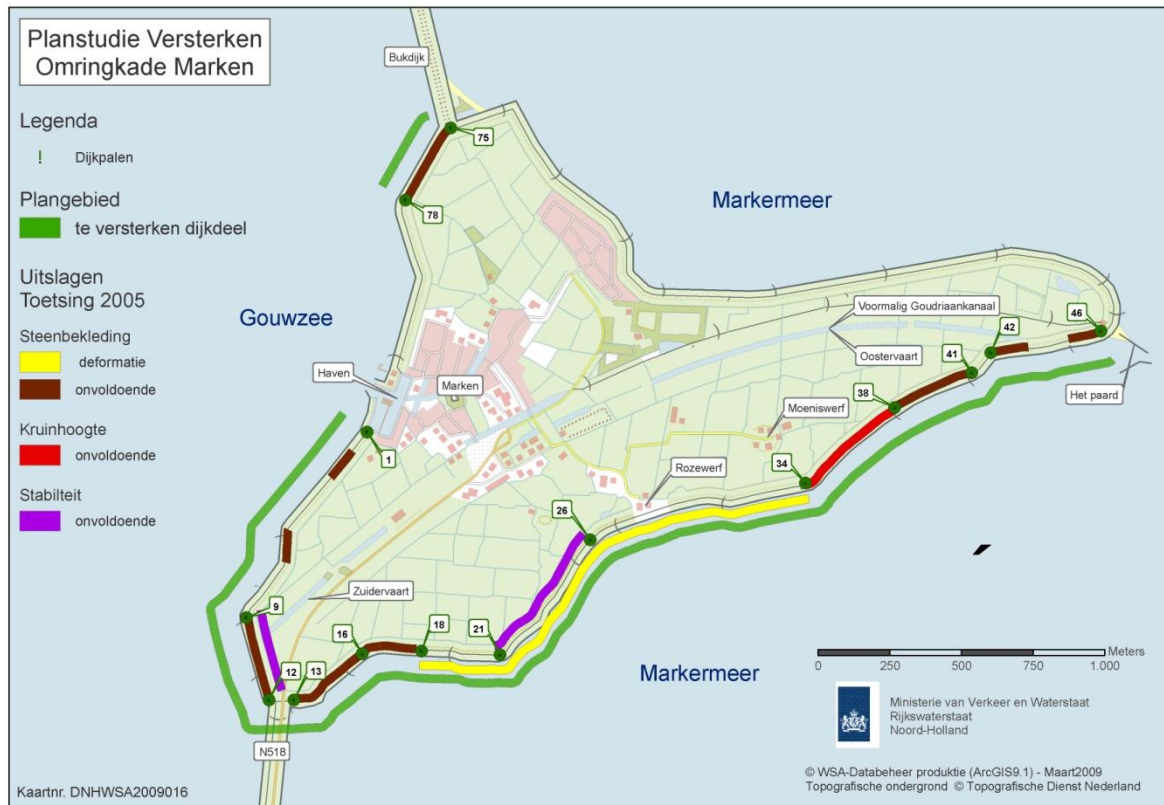 Planstudie Versterken
Omringkade Marken
Legenda
! Dijkpalen
Plangebied
te versterken dijkdeel
Uitslagen
Toetsing 2005
Steenbekleding
deformatie
onvoldoende
Kruinhoogte
onvoldoende
Stabilteit
onvoldoende
Kaartnr. DNHWSA2009016
Bukdijk
75
78
Markermeer
Gouwzee
Voormalig Goudriaankanaal
Oostervaart
42
46
41
Het paard
Haven
Marken
38
Moeniswerf
1
34
Rozewerf
26
Zuidervaart
9
16
18
21
12
13
Markermeer
N518
Meters
0 250 500 750 1.000
Ministerie van Verkeer en Waterstaat
Rijkswaterstaat
Noord-Holland
© WSA-Databeheer produktie (ArcGIS9.1) - Maart2009
Topografische ondergrond © Topografische Dienst Nederland